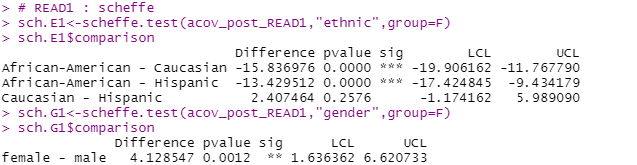 > # READ1 : scheffe
> sch.E1<-scheffe.test(acov_post_READ1,"ethnic",group=F)
> sch.E1$comparison
Difference pvalue sig LCL UCL
African-American - Caucasian -15.836976 0.0000 *** -19.906162 -11.767790
African-American - Hispanic -13.429512 0.0000 *** -17.424845 -9.434179
Caucasian - Hispanic 2.407464 0.2576 -1.174162 5.989090
> sch.G1<-scheffe.test(acov_post_READ1,"gender",group=F)
> sch.G1$comparison
Difference pvalue sig LCL UCL
female - male 4.128547 0.0012 ** 1.636362 6.620733